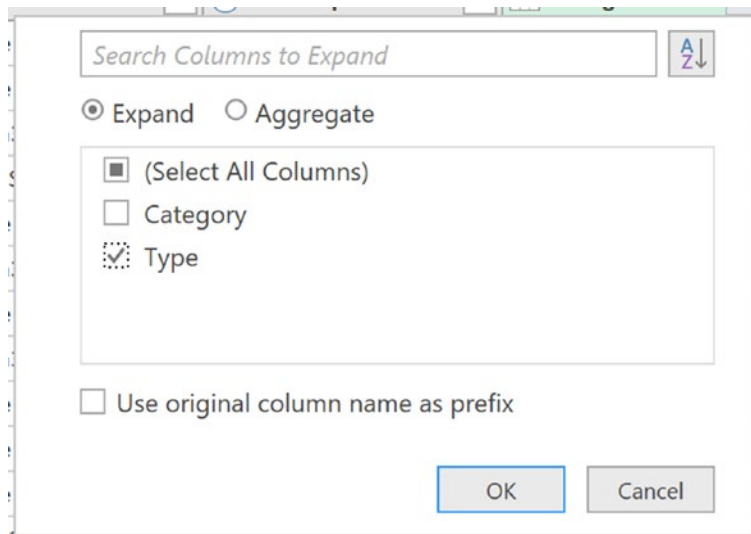 Search Columns to Expand
Expand Aggregate
(Select All Columns)
Category
Type
Use original column name as prefix
OK Cancel